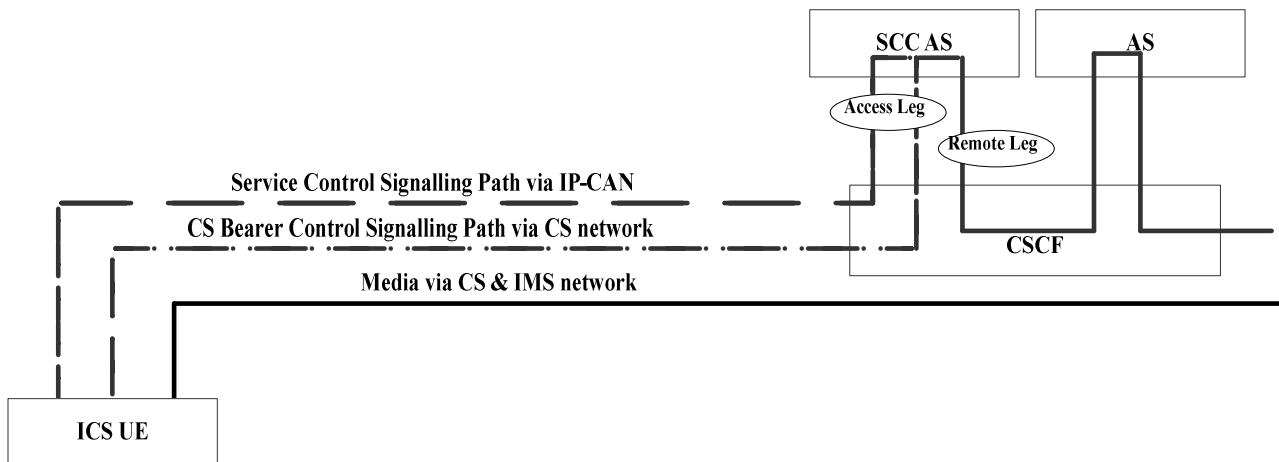 SCC AS
AS
Access Leg
Remote Leg
Service Control Signalling Path via IP-CAN
CS Bearer Control Signalling Path via CS network
CSCF
Media via CS & IMS network
ICS UE